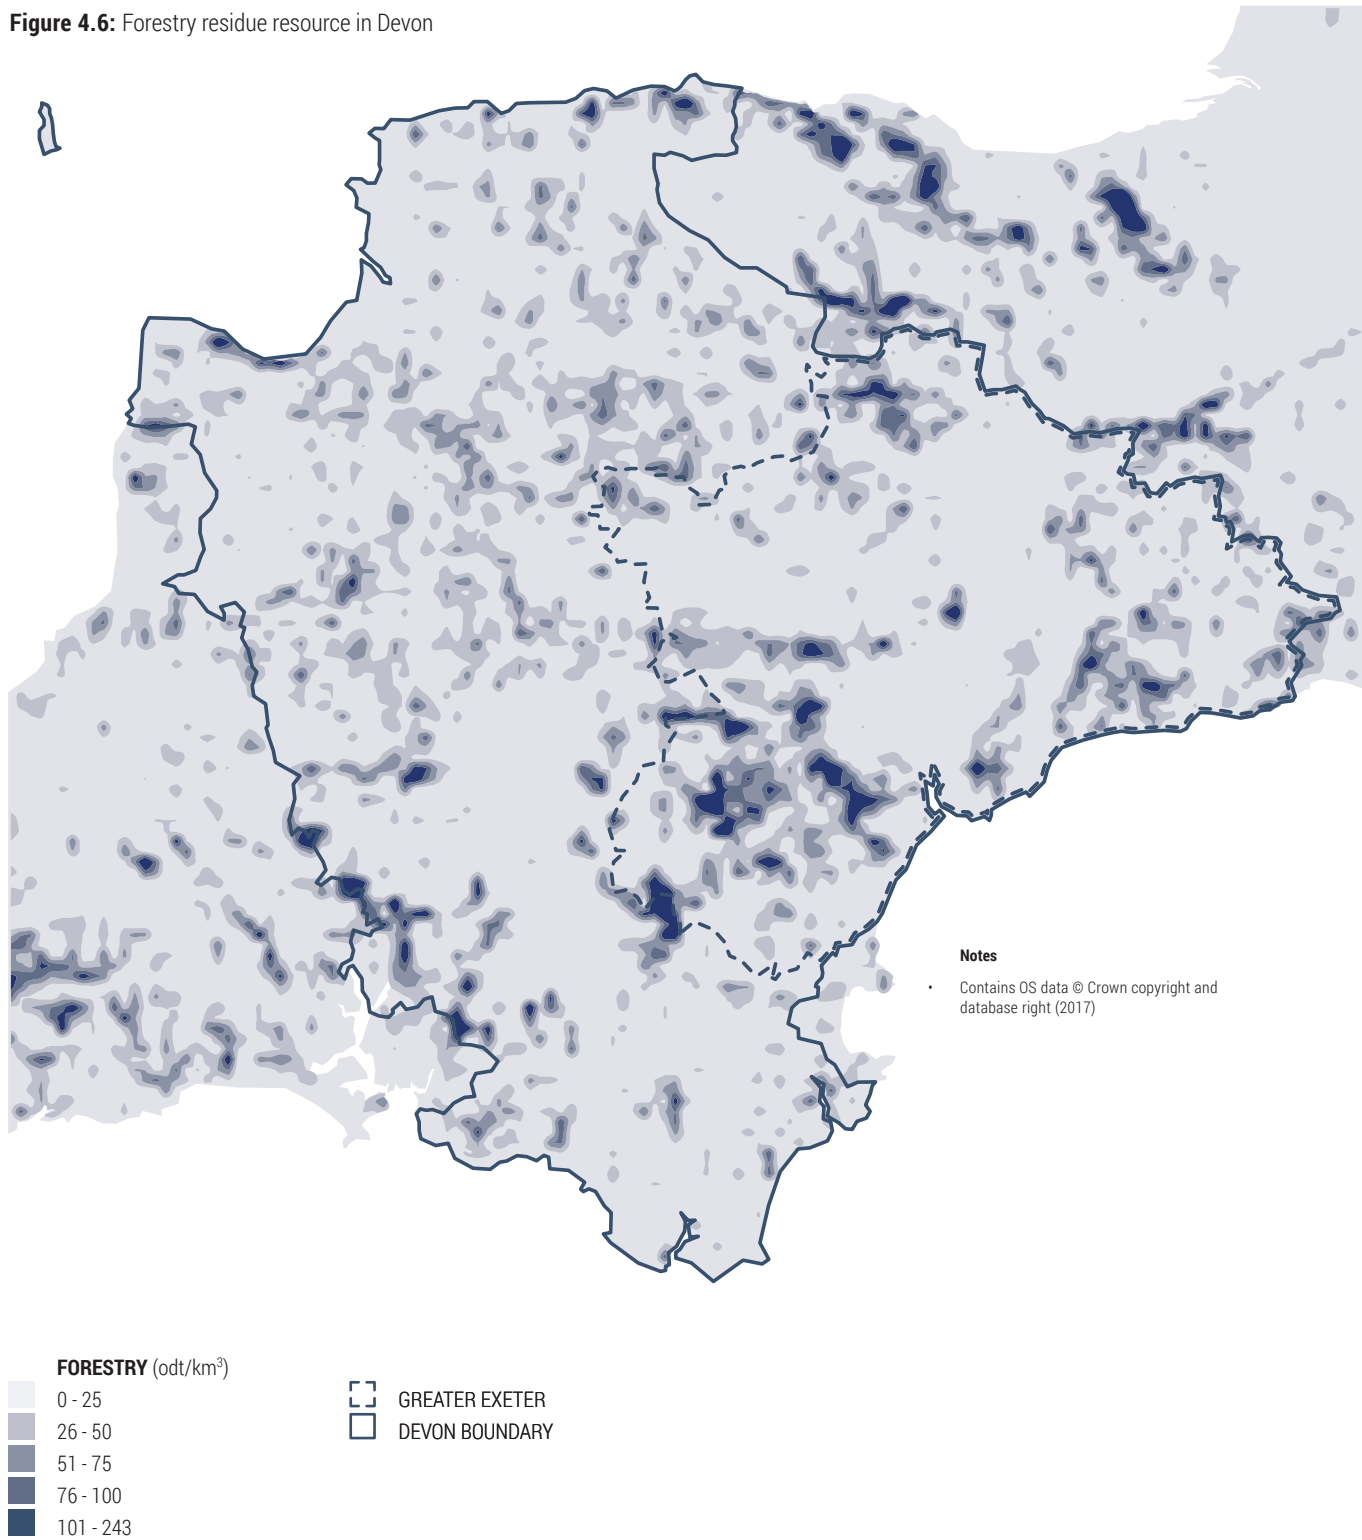 Figure 4.6: Forestry residue resource in Devon
Notes
• Contains OS data © Crown copyright and
database right (2017)
FORESTRY (odt/km³)
0 - 25
26 - 50
51 - 75
76 - 100
101 - 243
GREATER EXETER
DEVON BOUNDARY